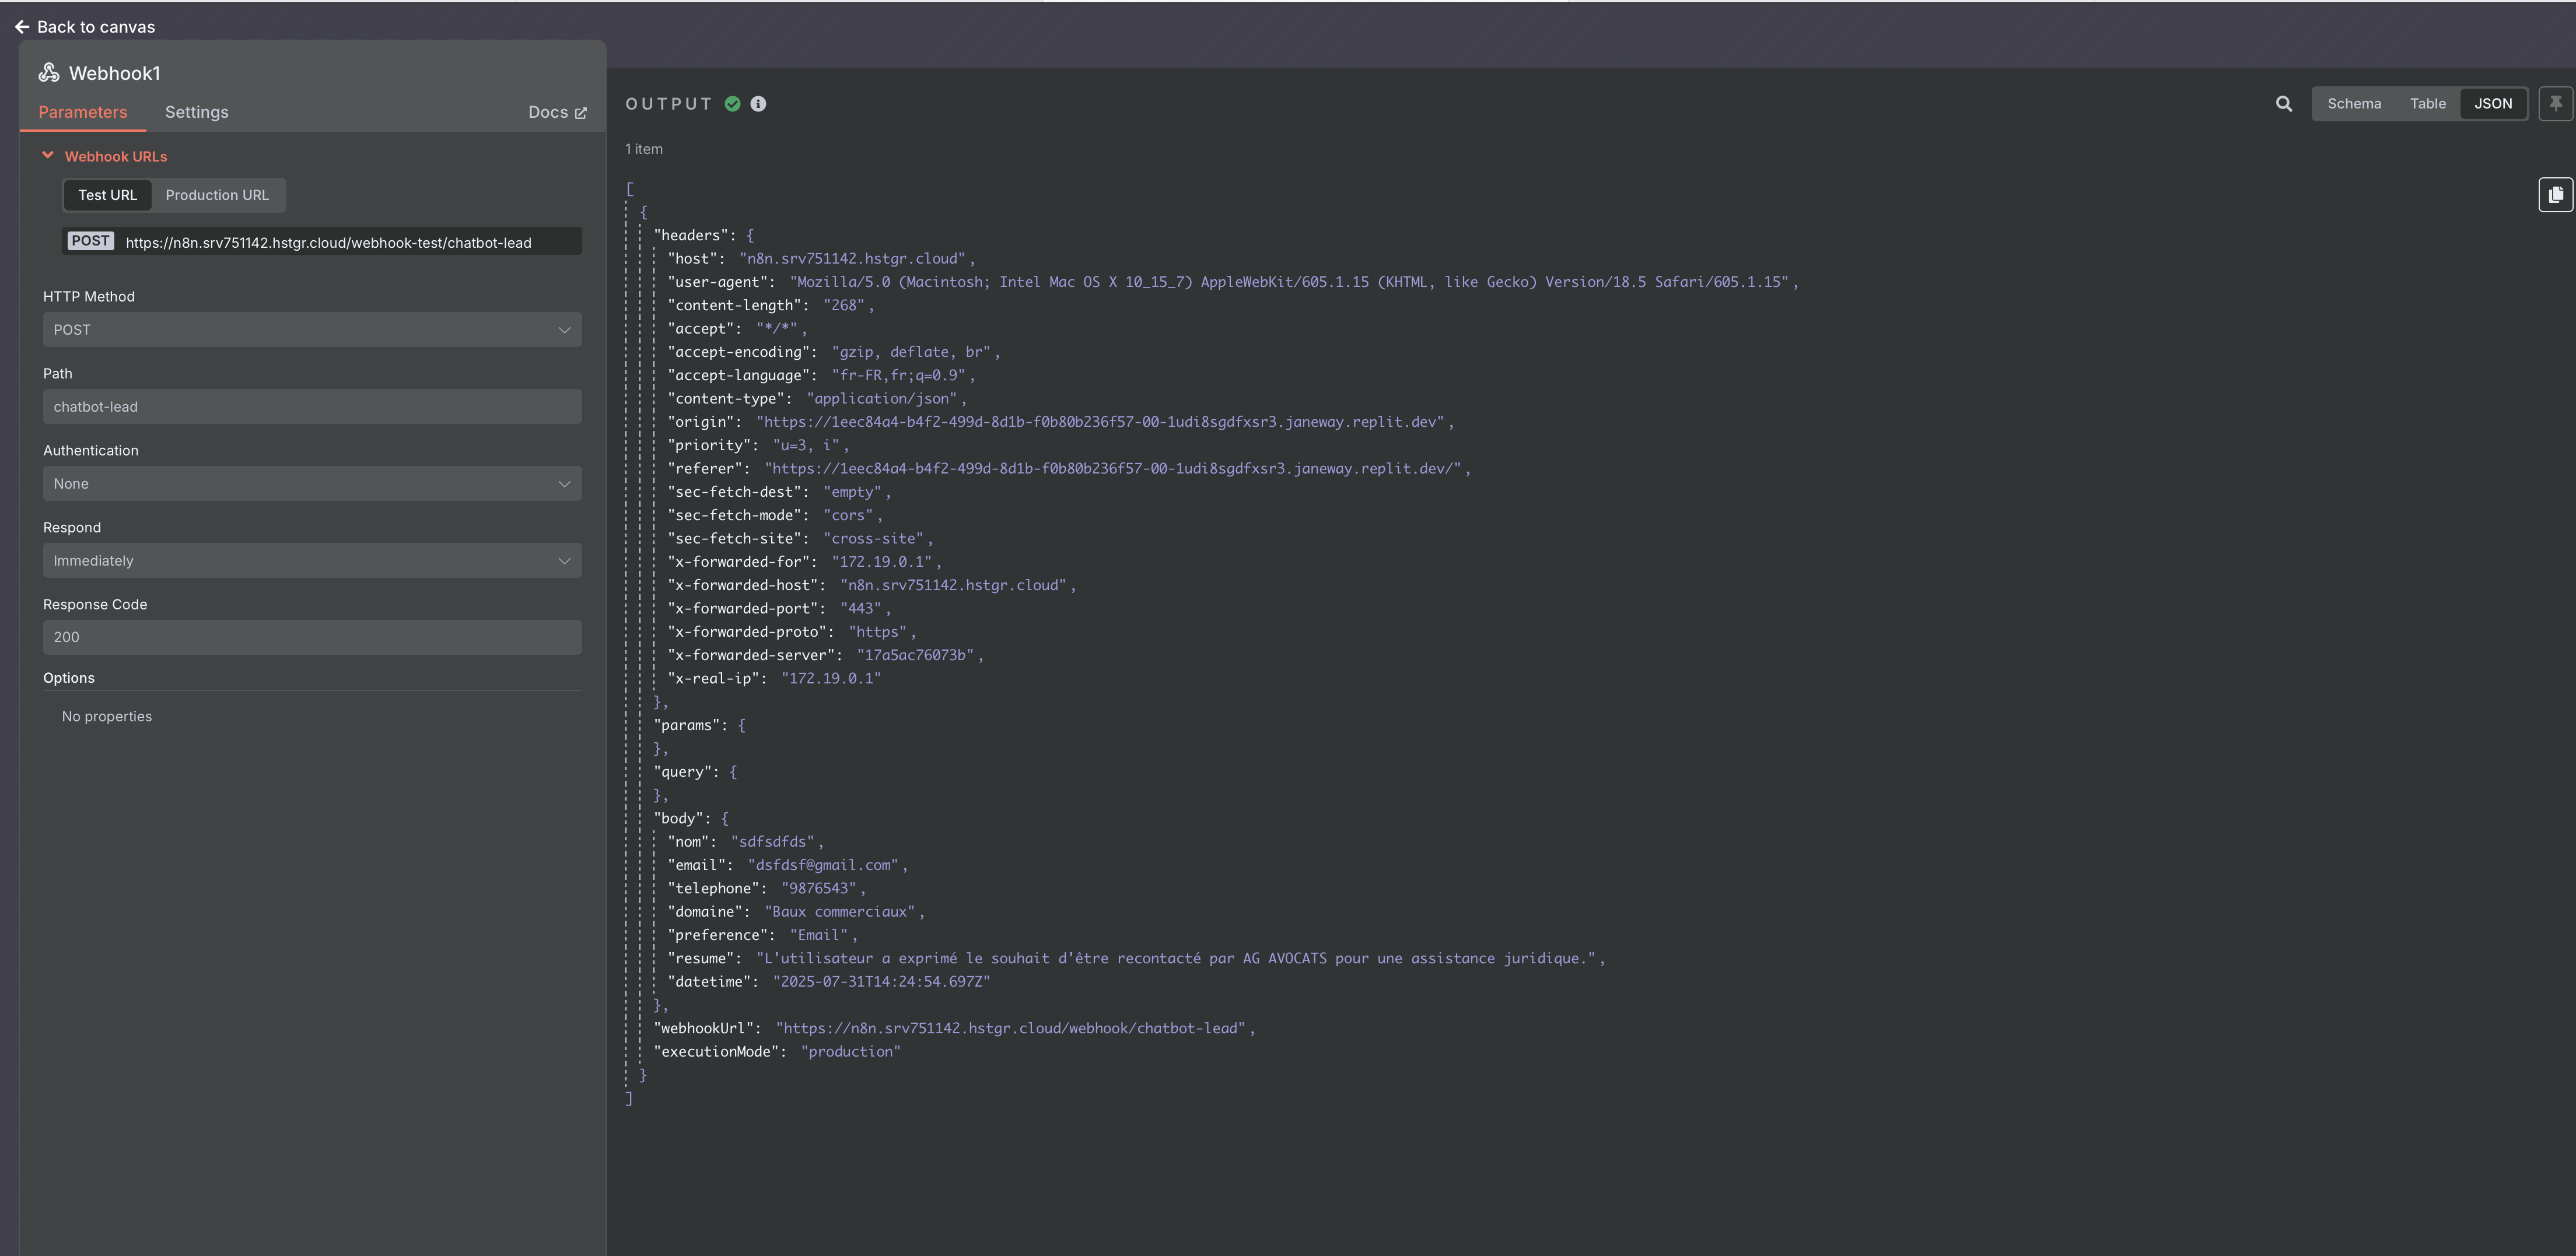 Back to canvas
Webhook1
Parameters Settings Docs
Webhook URLs
Test URL Production URL
POST https://n8n.srv751142.hstgr.cloud/webhook-test/chatbot-lead
HTTP Method
POST
Path
chatbot-lead
Authentication
None
Respond
Immediately
Response Code
200
Options
No properties
OUTPUT
Schema Table JSON
1 item
[
{
"headers": {
"host": "n8n.srv751142.hstgr.cloud",
"user-agent": "Mozilla/5.0 (Macintosh; Intel Mac OS X 10_15_7) AppleWebKit/605.1.15 (KHTML, like Gecko) Version/18.5 Safari/605.1.15",
"content-length": "268",
"accept": "*/*",
"accept-encoding": "gzip, deflate, br",
"accept-language": "fr-FR,fr;q=0.9",
"content-type": "application/json",
"origin": "https://1eec84a4-b4f2-499d-8d1b-f0b80b236f57-00-1udi8sgdfxsr3.janeway.replit.dev",
"priority": "u=3, i",
"referer": "https://1eec84a4-b4f2-499d-8d1b-f0b80b236f57-00-1udi8sgdfxsr3.janeway.replit.dev/",
"sec-fetch-dest": "empty",
"sec-fetch-mode": "cors",
"sec-fetch-site": "cross-site",
"x-forwarded-for": "172.19.0.1",
"x-forwarded-host": "n8n.srv751142.hstgr.cloud",
"x-forwarded-port": "443",
"x-forwarded-proto": "https",
"x-forwarded-server": "17a5ac76073b",
"x-real-ip": "172.19.0.1"
},
"params": {
},
"query": {
},
"body": {
"nom": "sdfsdfds",
"email": "dsfdsf@gmail.com",
"telephone": "9876543",
"domaine": "Baux commerciaux",
"preference": "Email",
"resume": "L'utilisateur a exprimé le souhait d'être recontacté par AG AVOCATS pour une assistance juridique.",
"datetime": "2025-07-31T14:24:54.697Z"
},
"webhookUrl": "https://n8n.srv751142.hstgr.cloud/webhook/chatbot-lead",
"executionMode": "production"
}
]